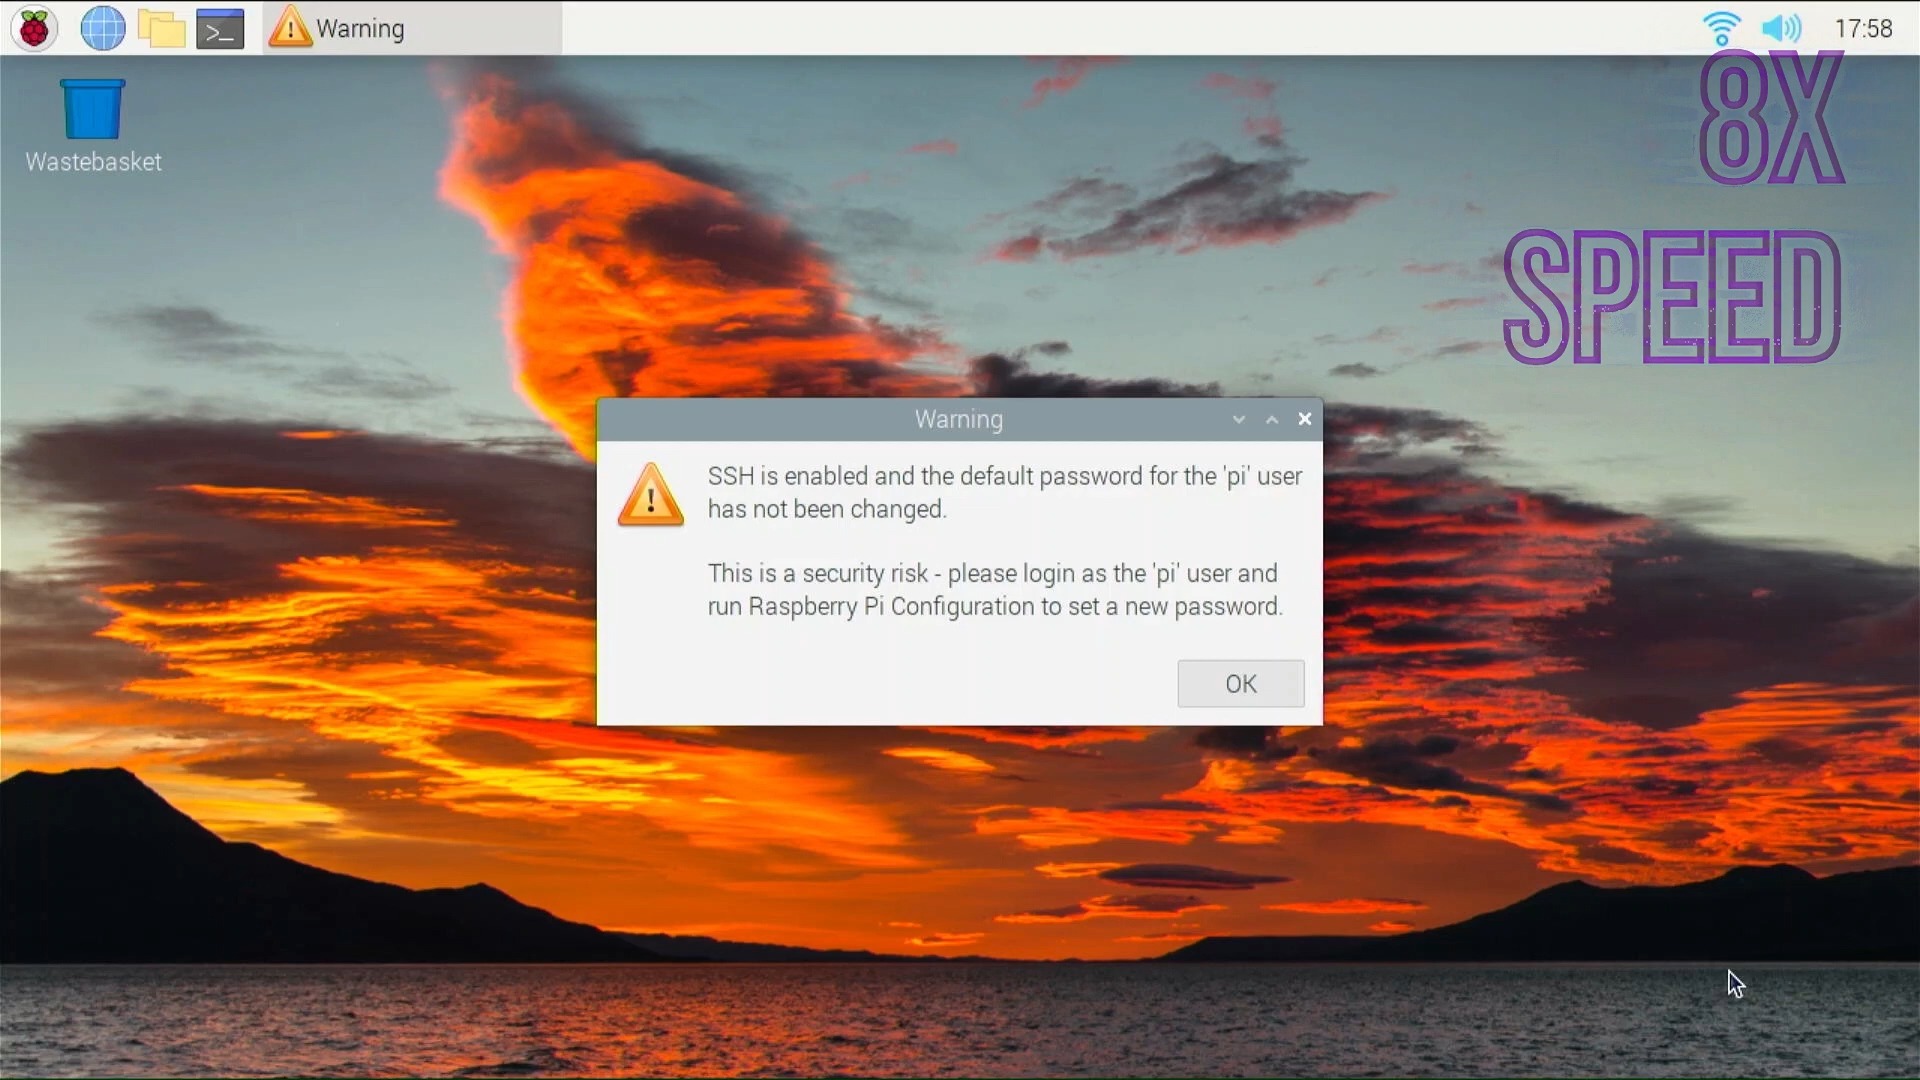 Warning
17:58
8X
SPEED
Wastebasket
Warning
SSH is enabled and the default password for the 'pi' user
has not been changed.
This is a security risk - please login as the 'pi' user and
run Raspberry Pi Configuration to set a new password.
OK